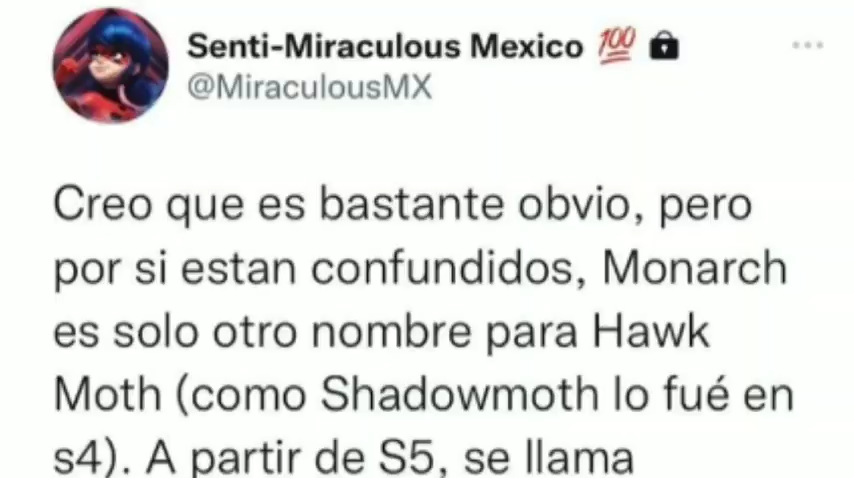 Senti-Miraculous Mexico 💯 🔒
@MiraculousMX
Creo que es bastante obvio, pero
por si estan confundidos, Monarch
es solo otro nombre para Hawk
Moth (como Shadowmoth lo fué en
s4). A partir de S5, se llama